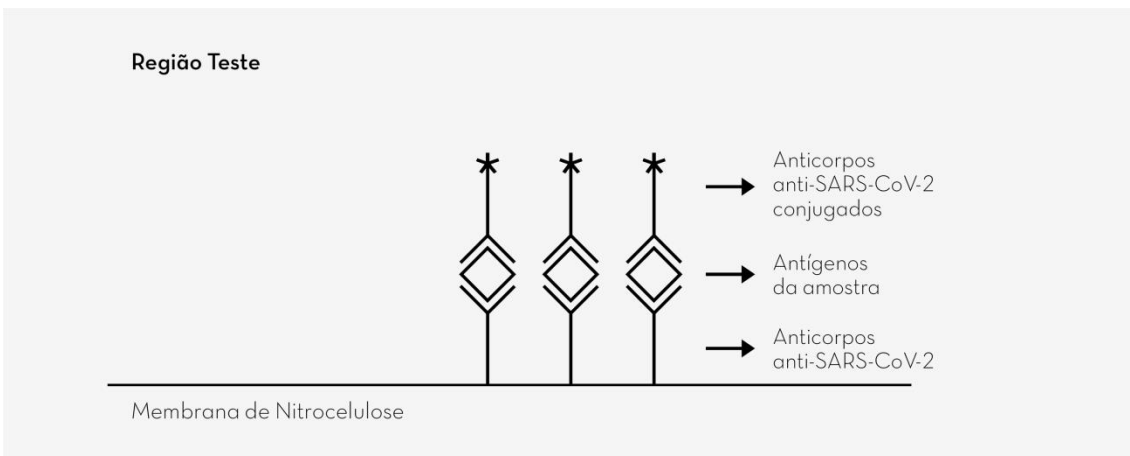 Região Teste
Anticorpos
anti-SARS-CoV-2
conjugados
Antígenos
da amostra
Anticorpos
anti-SARS-CoV-2
Membrana de Nitrocelulose